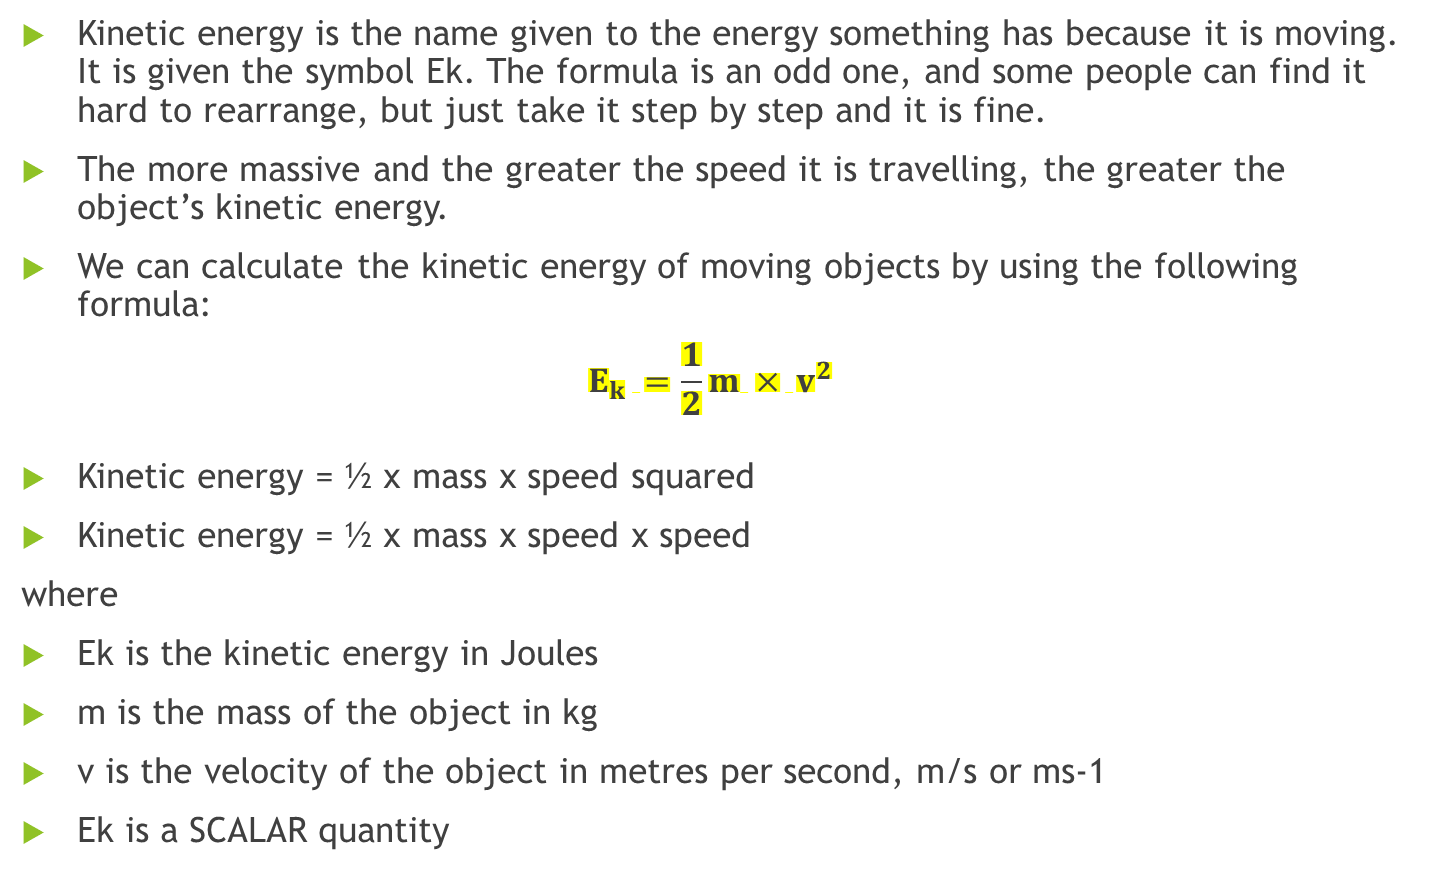 Kinetic energy is the name given to the energy something has because it is moving.
It is given the symbol Ek. The formula is an odd one, and some people can find it
hard to rearrange, but just take it step by step and it is fine.
The more massive and the greater the speed it is travelling, the greater the
object’s kinetic energy.
We can calculate the kinetic energy of moving objects by using the following
formula:
Eₖ = 1/2 m × v²
Kinetic energy = ½ x mass x speed squared
Kinetic energy = ½ x mass x speed x speed
where
Ek is the kinetic energy in Joules
m is the mass of the object in kg
v is the velocity of the object in metres per second, m/s or ms-1
Ek is a SCALAR quantity